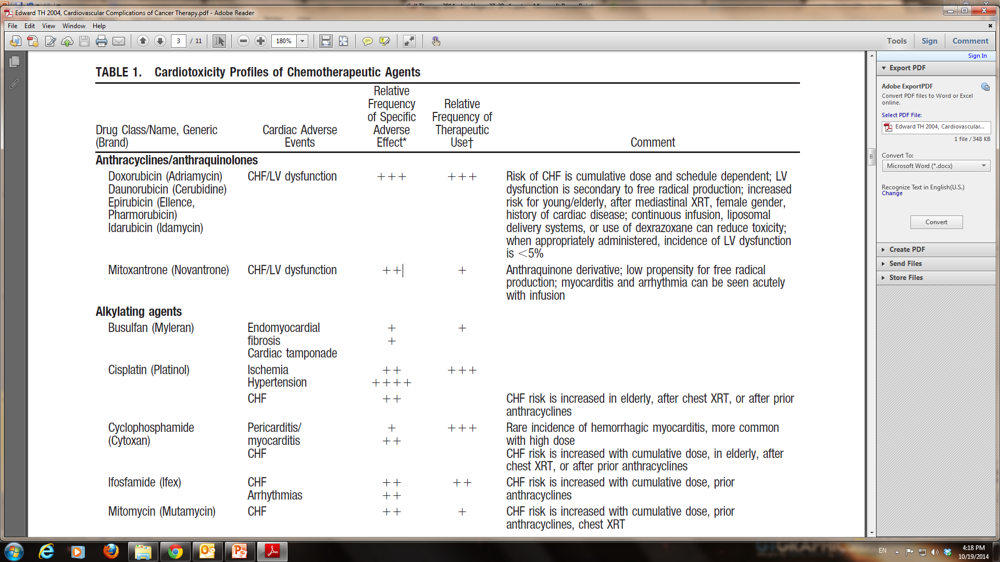 Edward TH 2004, Cardiovascular Complications of Cancer Therapy.pdf - Adobe Reader
File Edit View Window Help
3 / 11
180%
Tools Sign Comment
Sign In
TABLE 1. Cardiotoxicity Profiles of Chemotherapeutic Agents
Drug Class/Name, Generic
(Brand)
Cardiac Adverse
Events
Relative
Frequency
of Specific
Adverse
Effect*
Relative
Frequency of
Therapeutic
Use†
Comment
Anthracyclines/anthraquinolones
Doxorubicin (Adriamycin) CHF/LV dysfunction +++ +++ Risk of CHF is cumulative dose and schedule dependent; LV
Daunorubicin (Cerubidine) dysfunction is secondary to free radical production; increased
Epirubicin (Ellence, risk for young/elderly, after mediastinal XRT, female gender,
Pharmorubicin) history of cardiac disease; continuous infusion, liposomal
Idarubicin (Idamycin) delivery systems, or use of dexrazoxane can reduce toxicity;
when appropriately administered, incidence of LV dysfunction
is <5%
Mitoxantrone (Novantrone) CHF/LV dysfunction ++ + Anthraquinone derivative; low propensity for free radical
production; myocarditis and arrhythmia can be seen acutely
with infusion
Alkylating agents
Busulfan (Myleran) Endomyocardial + +
fibrosis +
Cardiac tamponade
Cisplatin (Platinol) Ischemia ++ +++
Hypertension ++++
CHF ++ CHF risk is increased in elderly, after chest XRT, or after prior
anthracyclines
Cyclophosphamide Pericarditis/ + +++ Rare incidence of hemorrhagic myocarditis, more common
(Cytoxan) myocarditis ++ with high dose
CHF CHF risk is increased with cumulative dose, in elderly, after
chest XRT, or after prior anthracyclines
Ifosfamide (Ifex) CHF ++ ++ CHF risk is increased with cumulative dose, prior
Arrhythmias ++ anthracyclines
Mitomycin (Mutamycin) CHF ++ + CHF risk is increased with cumulative dose, prior
anthracyclines, chest XRT
Export PDF
Adobe ExportPDF
Convert PDF files to Word or Excel
online.
Select PDF File:
Edward TH 2004, Cardiovascular...
1 file / 348 KB
Convert To:
Microsoft Word (*.docx)
Recognize Text in English(U.S.)
Change
Convert
Create PDF
Send Files
Store Files
EN
4:18 PM
10/19/2014